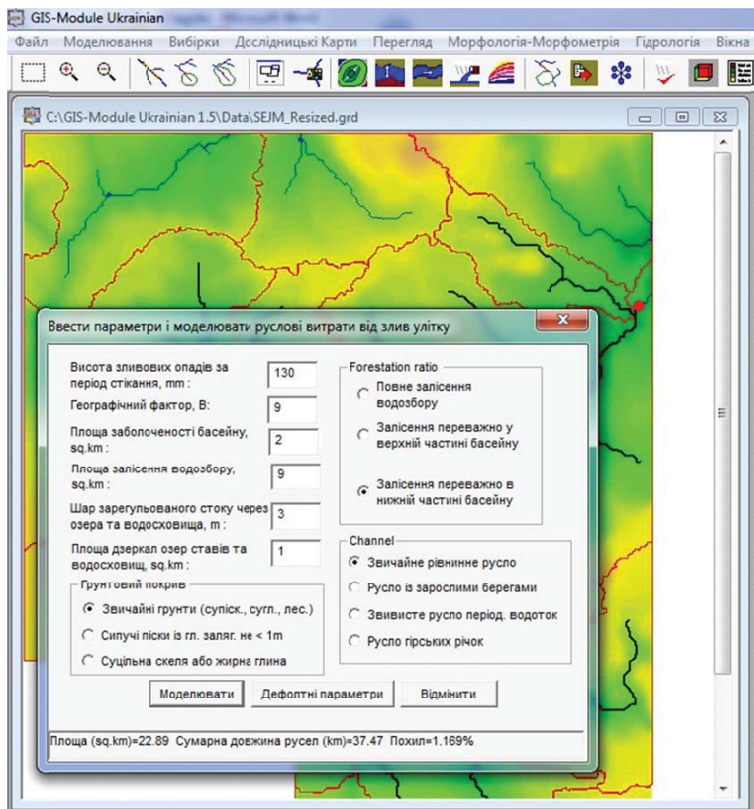 GIS-Module Ukrainian
Файл Моделювання Вибірки Дослідницькі Карти Перегляд Морфологія-Морфометрія Гідрологія Вікна
C:\GIS-Module Ukrainian 1.5\Data\SEJM_Resized.grd
Ввести параметри і моделювати руслові витрати від злив улітку
Висота зливових опадів за
період стікання, mm :
130
Географічний фактор, В:
9
Площа заболоченості басейну,
sq.km :
2
Площа залісення водозбору,
sq.km :
9
Шар зарегульованого стоку через
озера та водосховища, m :
3
Площа дзеркал озер ставів та
водосховищ, sq.km :
1
Грунтовий покрив
Звичайні грунти (супіск., сугл., лес.)
Сипучі піски із гл. заляг. не < 1m
Суцільна скеля або жирна глина
Forestation ratio
Повне залісення
водозбору
Залісення переважно у
верхній частині басейну
Залісення переважно в
нижній частині басейну
Channel
Звичайне рівнинне русло
Русло із зарослими берегами
Звивисте русло період. водоток
Русло гірських річок
Моделювати Дефолтні параметри Відмінити
Площа (sq.km)=22.89 Сумарна довжина русел (km)=37.47 Похил=1.169%